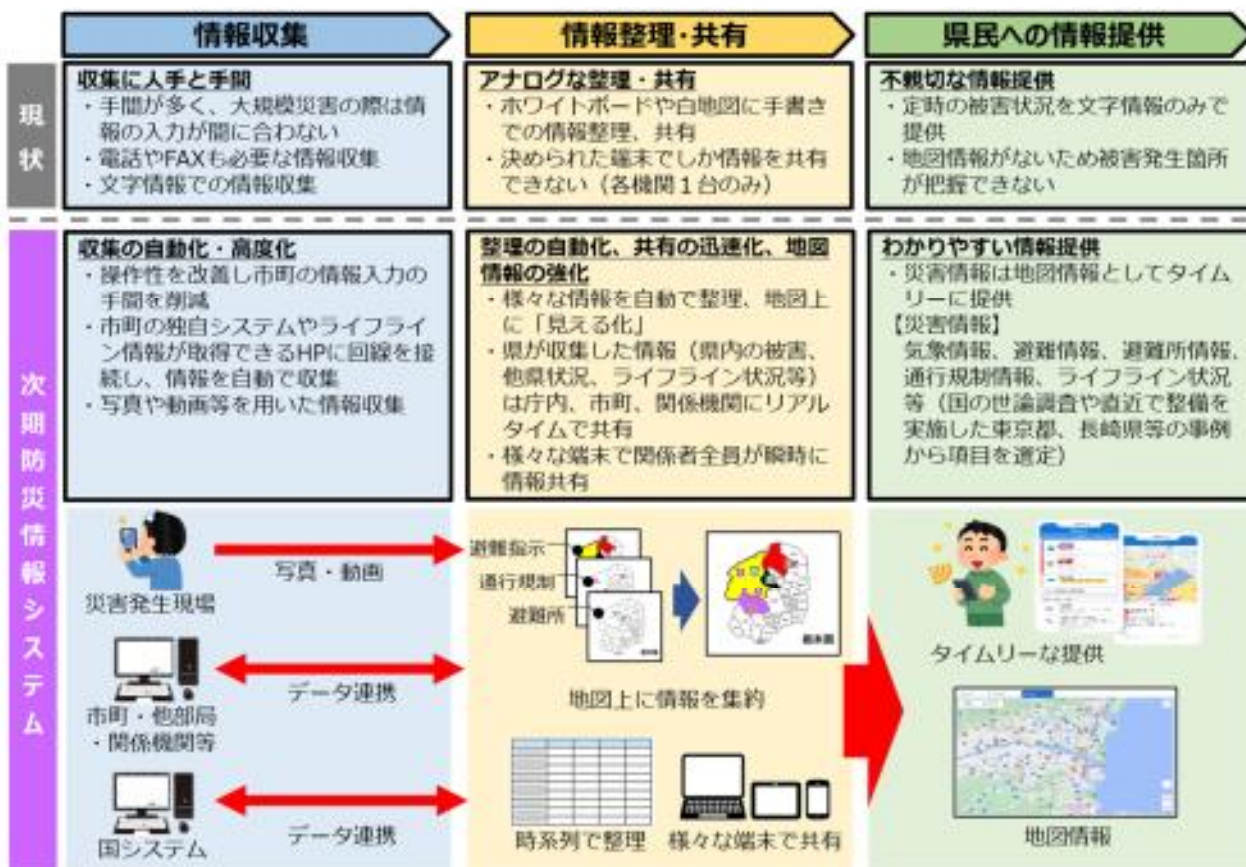 情報収集
情報整理・共有
県民への情報提供
現状
収集に人手と手間
・手間が多く、大規模災害の際は情
報の入力が間に合わない
・電話やFAXも必要な情報収集
・文字情報での情報収集
アナログな整理・共有
・ホワイトボードや白地図に手書き
での情報整理、共有
・決められた端末でしか情報を共有
できない（各機関１台のみ）
不親切な情報提供
・定時の被害状況を文字情報のみで
提供
・地図情報がないため被害発生箇所
が把握できない
次期防災情報システム
収集の自動化・高度化
・操作性を改善し市町の情報入力の
手間を削減
・市町の独自システムやライフライ
ン情報が取得できるHPに回線を接
続し、情報を自動で収集
・写真や動画等を用いた情報収集
整理の自動化、共有の迅速化、地図
情報の強化
・様々な情報を自動で整理、地図上
に「見える化」
・県が収集した情報（県内の被害、
他県状況、ライフライン状況等）
は庁内、市町、関係機関にリアル
タイムで共有
・様々な端末で関係者全員が瞬時に
情報共有
わかりやすい情報提供
・災害情報は地図情報としてタイム
リーに提供
【災害情報】
気象情報、避難情報、避難所情報、
通行規制情報、ライフライン状況
等（国の世論調査や直近で整備を
実施した東京都、長崎県等の事例
から項目を選定）
災害発生現場
写真・動画
市町・他部局
・関係機関等
データ連携
国システム
データ連携
避難指示
通行規制
避難所
栃木県
地図上に情報を集約
時系列で整理
様々な端末で共有
タイムリーな提供
地図情報